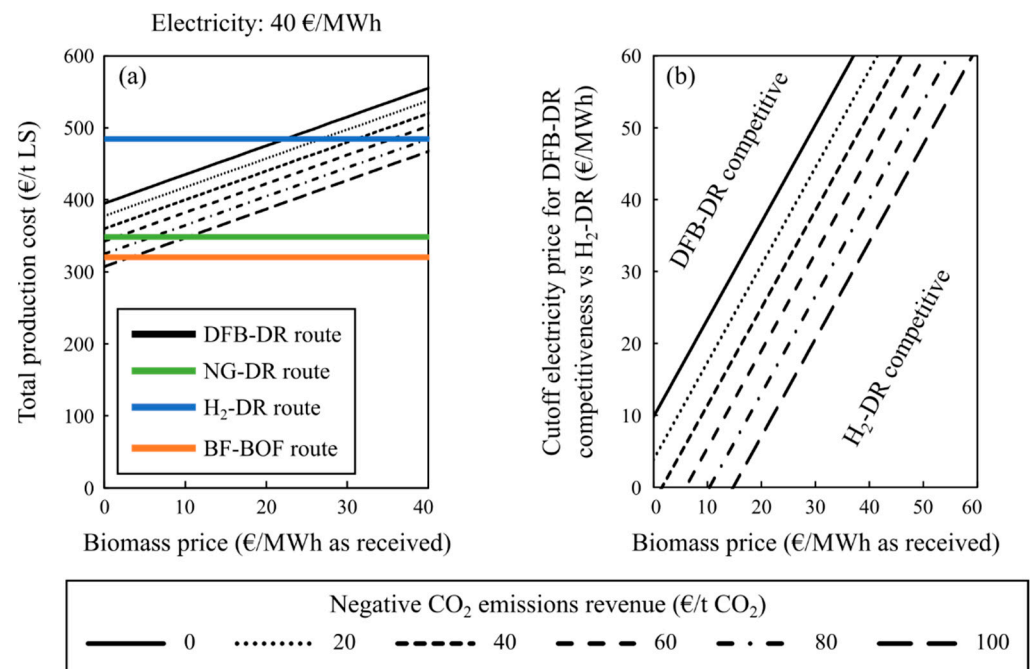 Electricity: 40 €/MWh
(a)
Total production cost (€/t LS)
600
500
400
300
200
100
0
DFB-DR route
NG-DR route
H₂-DR route
BF-BOF route
0 10 20 30 40
Biomass price (€/MWh as received)
(b)
Cutoff electricity price for DFB-DR
competitiveness vs H₂-DR (€/MWh)
60
50
40
30
20
10
0
DFB-DR competitive
H₂-DR competitive
0 10 20 30 40 50 60
Biomass price (€/MWh as received)
Negative CO₂ emissions revenue (€/t CO₂)
0 20 40 60 80 100